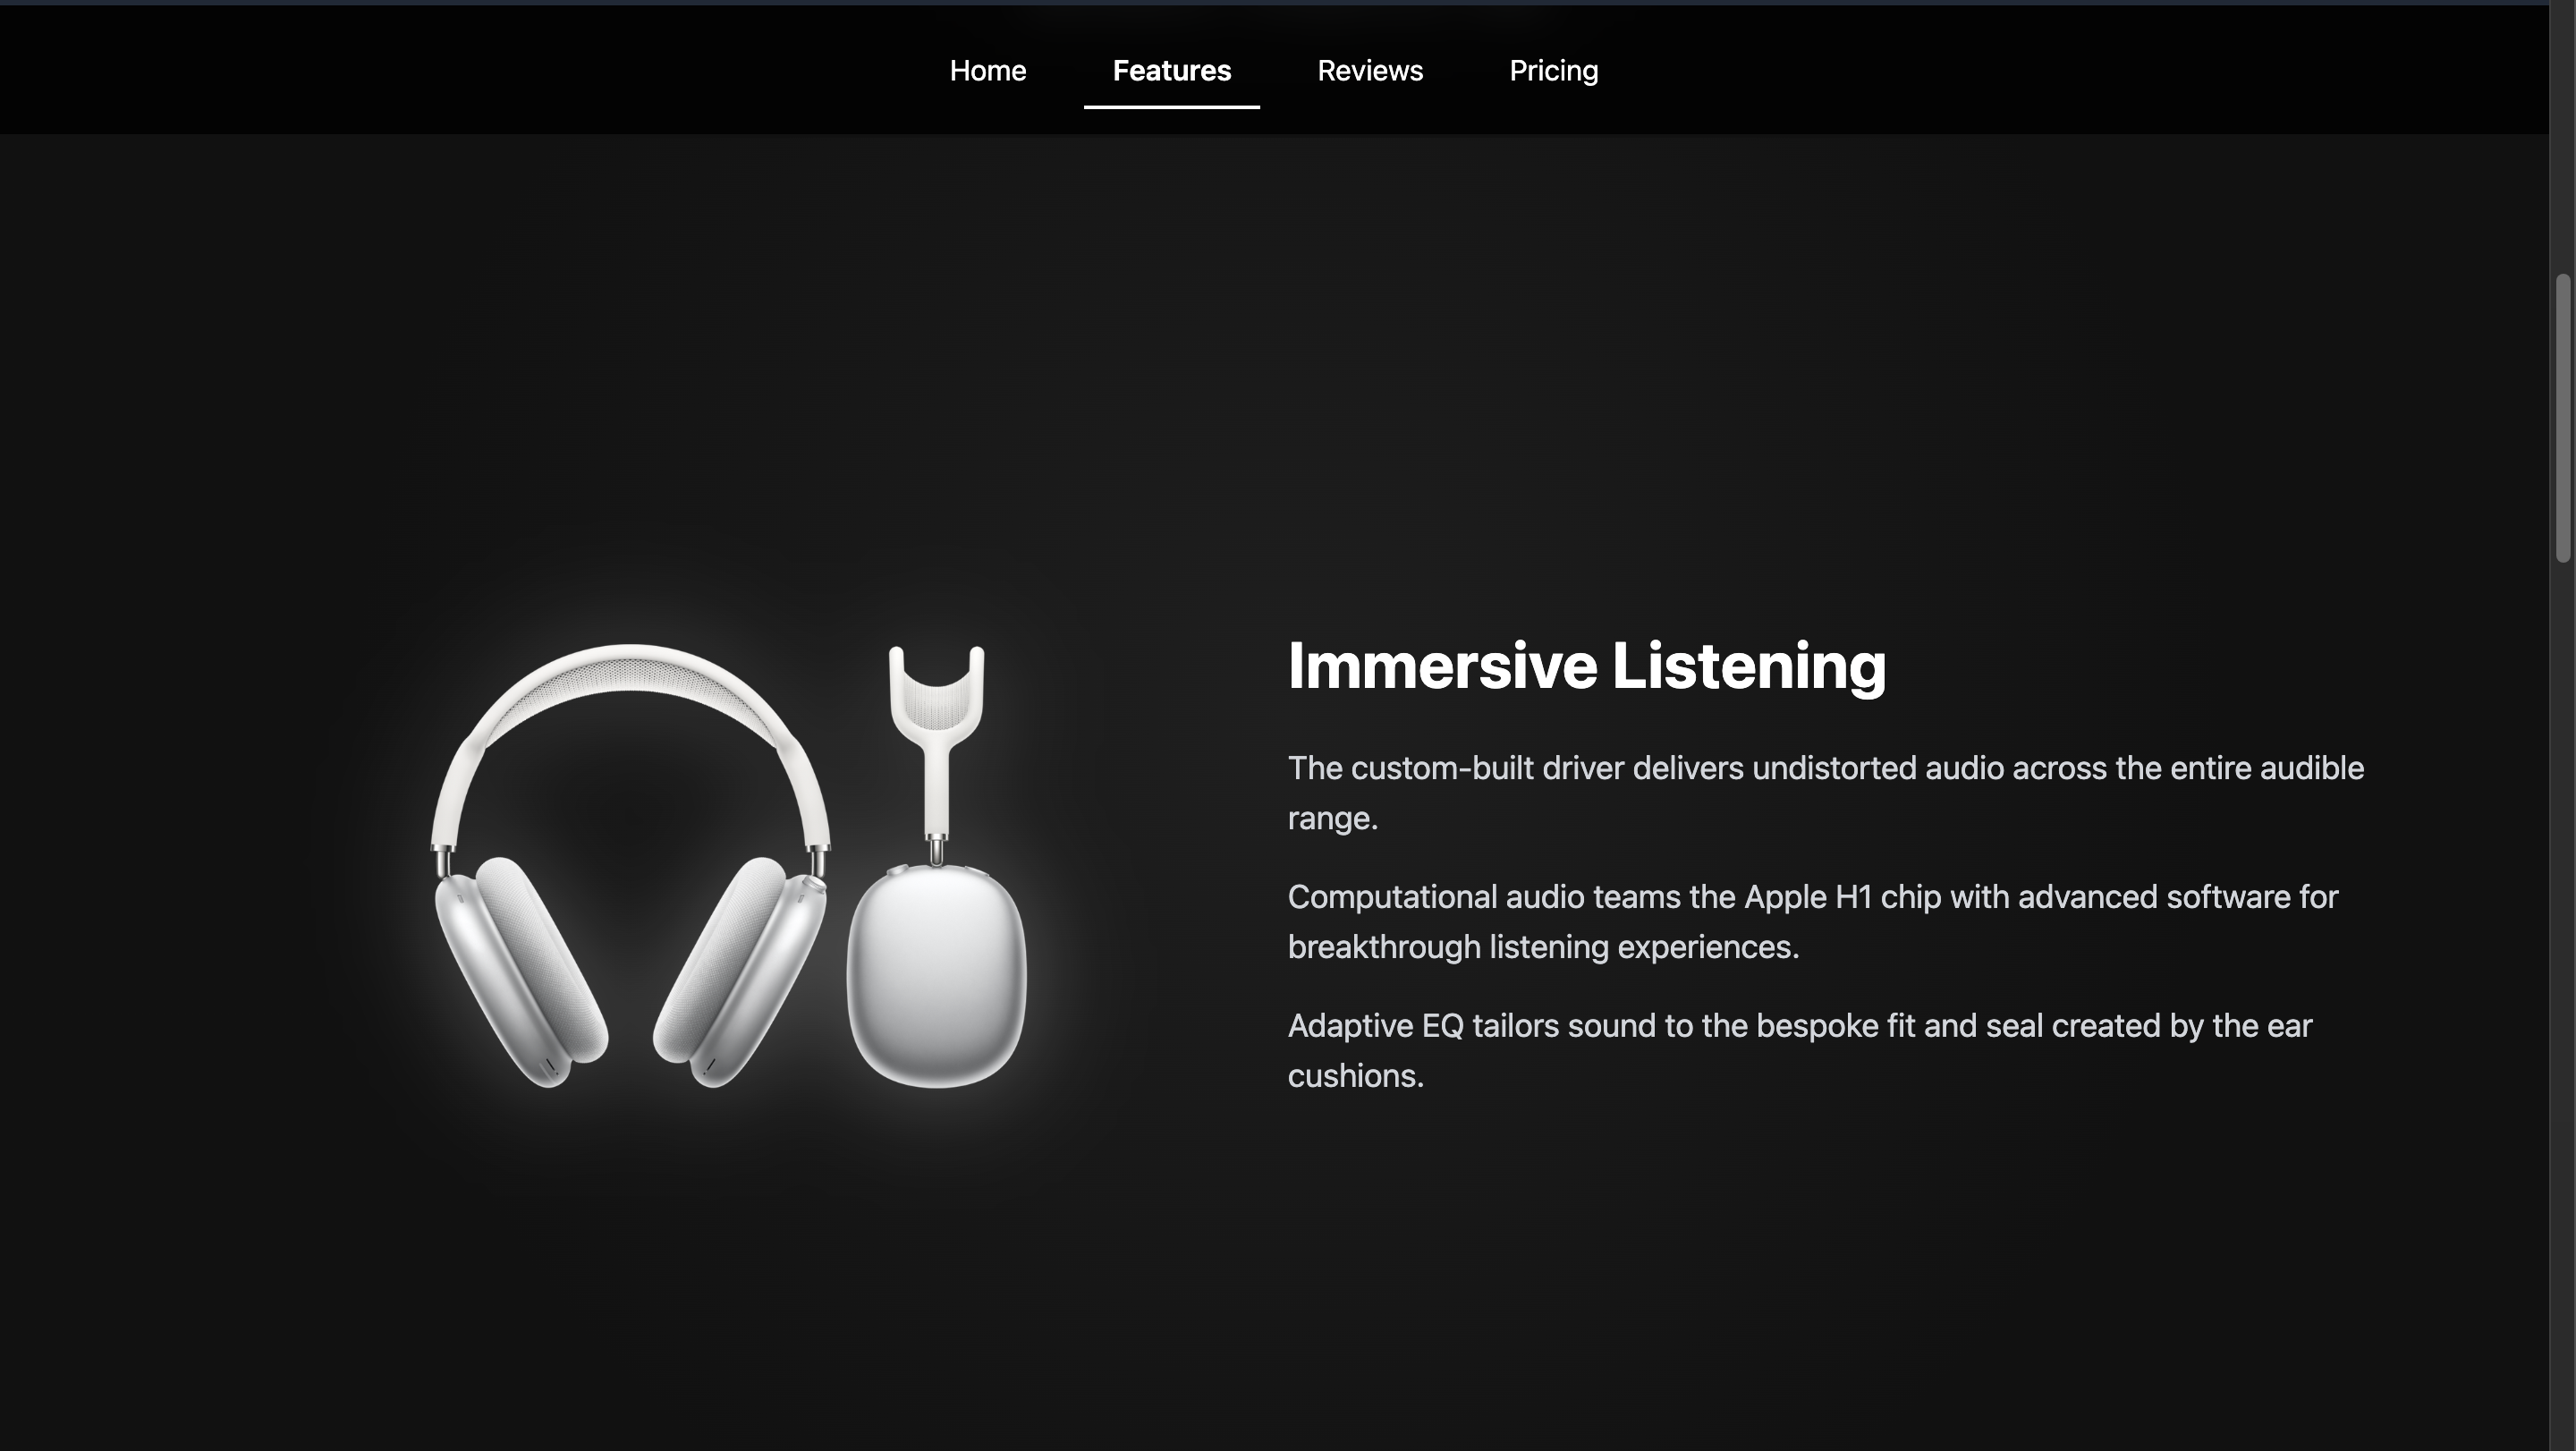 Home
Features
Reviews
Pricing
Immersive Listening
The custom-built driver delivers undistorted audio across the entire audible
range.
Computational audio teams the Apple H1 chip with advanced software for
breakthrough listening experiences.
Adaptive EQ tailors sound to the bespoke fit and seal created by the ear
cushions.